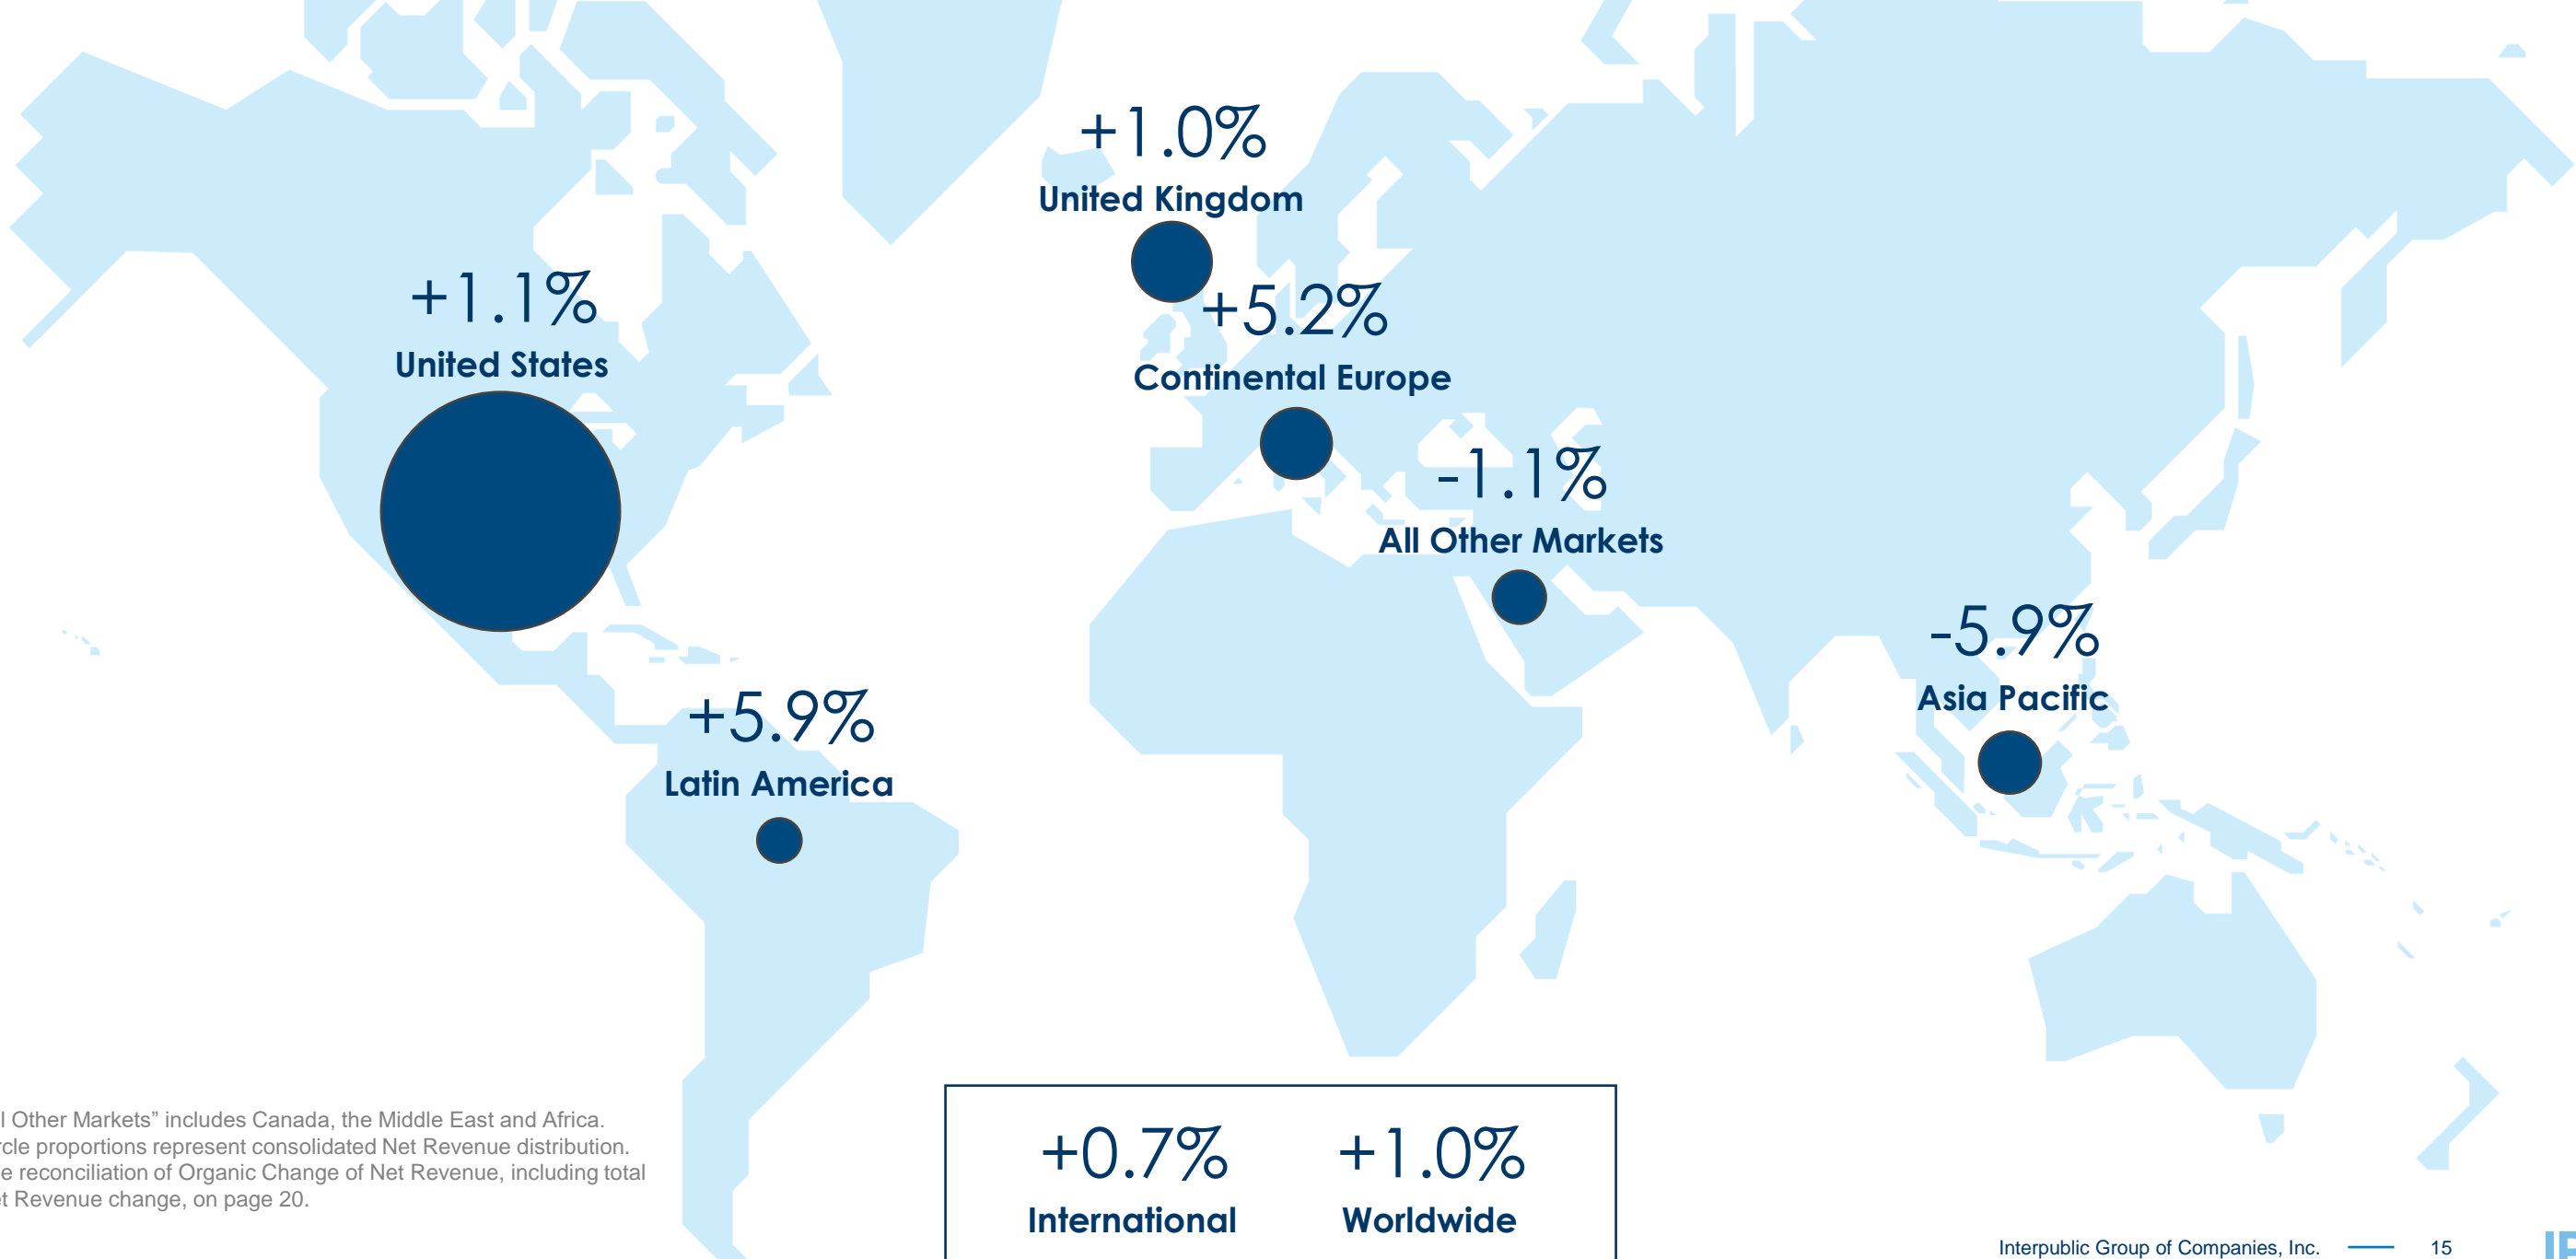 +1.0%
United Kingdom
+1.1%
United States
+5.2%
Continental Europe
-1.1%
All Other Markets
-5.9%
Asia Pacific
+5.9%
Latin America
Other Markets” includes Canada, the Middle East and Africa.
proportions represent consolidated Net Revenue distribution.
reconciliation of Organic Change of Net Revenue, including total
Revenue change, on page 20.
+0.7% +1.0%
International Worldwide
Interpublic Group of Companies, Inc. 15